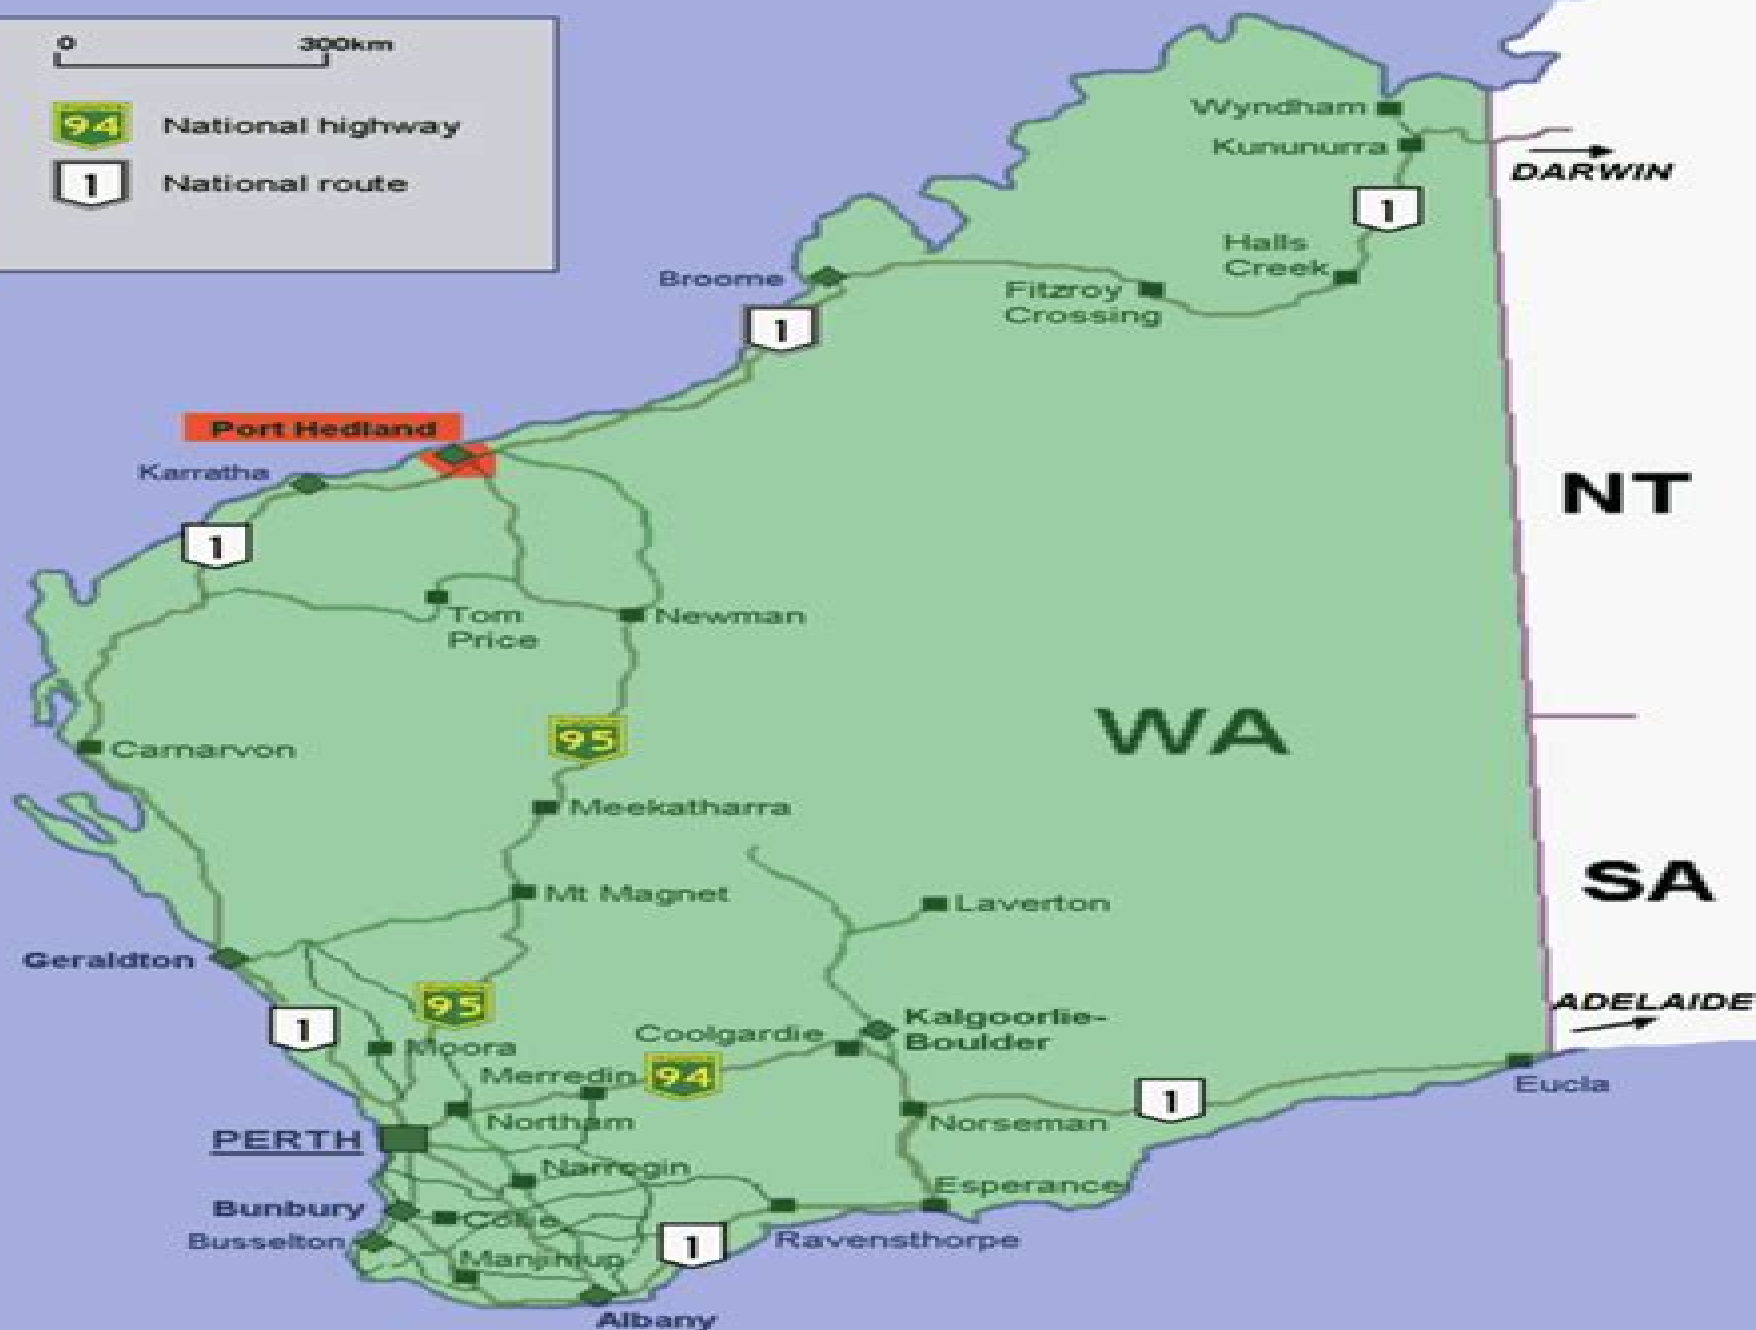 0 300km
94 National highway
1 National route
Wyndham
Kununurra
DARWIN
1
Halls
Creek
Broome
Fitzroy
Crossing
1
Port Hedland
Karratha
NT
1
Tom
Price
Newman
WA
95
Carnarvon
Meekatharra
Mt Magnet
Laverton
SA
Geraldton
95
1
ADELAIDE
Kalgoorlie-
Boulder
Coolgardie
Moora
Merredin
94
Eucla
1
Northam
Norseman
PERTH
Narrogin
Esperance
Bunbury
Collie
Busselton
1
Ravensthorpe
Manjimup
Albany